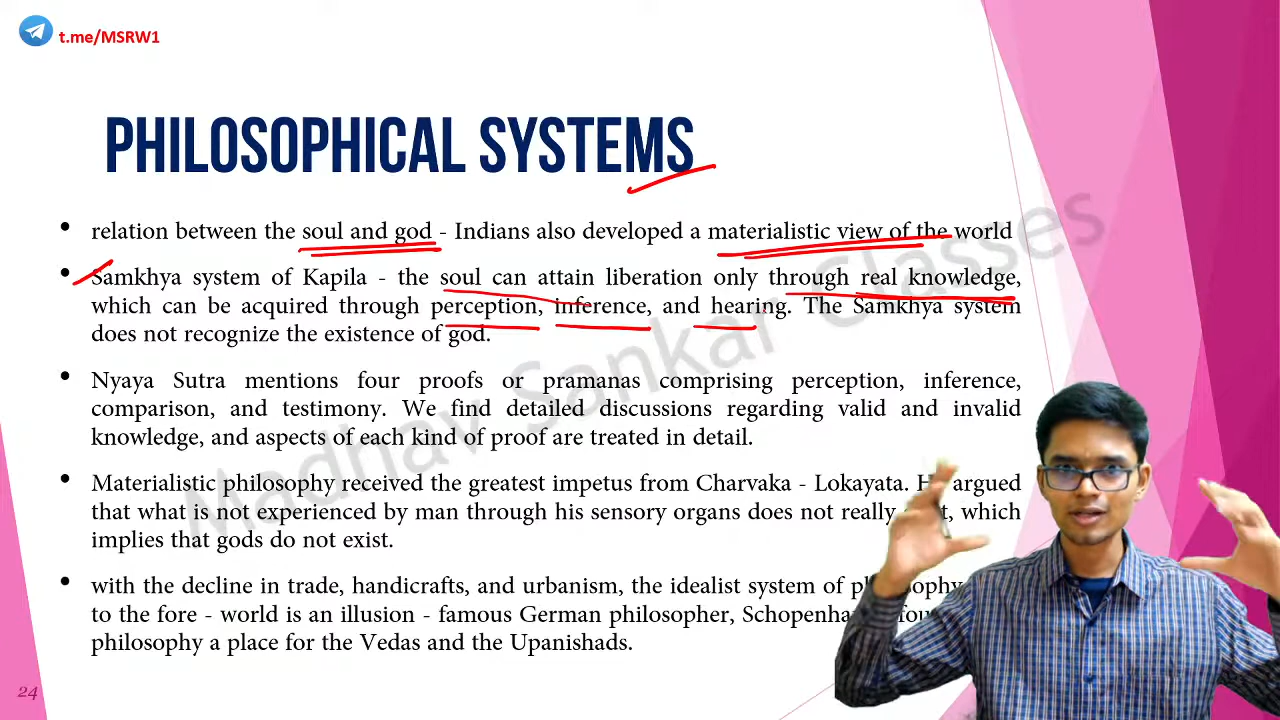 t.me/MSRW1
PHILOSOPHICAL SYSTEMS
• relation between the soul and god - Indians also developed a materialistic view of the world
• Samkhya system of Kapila - the soul can attain liberation only through real knowledge,
which can be acquired through perception, inference, and hearing. The Samkhya system
does not recognize the existence of god.
• Nyaya Sutra mentions four proofs or pramanas comprising perception, inference,
comparison, and testimony. We find detailed discussions regarding valid and invalid
knowledge, and aspects of each kind of proof are treated in detail.
• Materialistic philosophy received the greatest impetus from Charvaka - Lokayata. argued
that what is not experienced by man through his sensory organs does not really which
implies that gods do not exist.
• with the decline in trade, handicrafts, and urbanism, the idealist system of
to the fore - world is an illusion - famous German philosopher,
philosophy a place for the Vedas and the Upanishads.
Madhav Sankar Classes
24